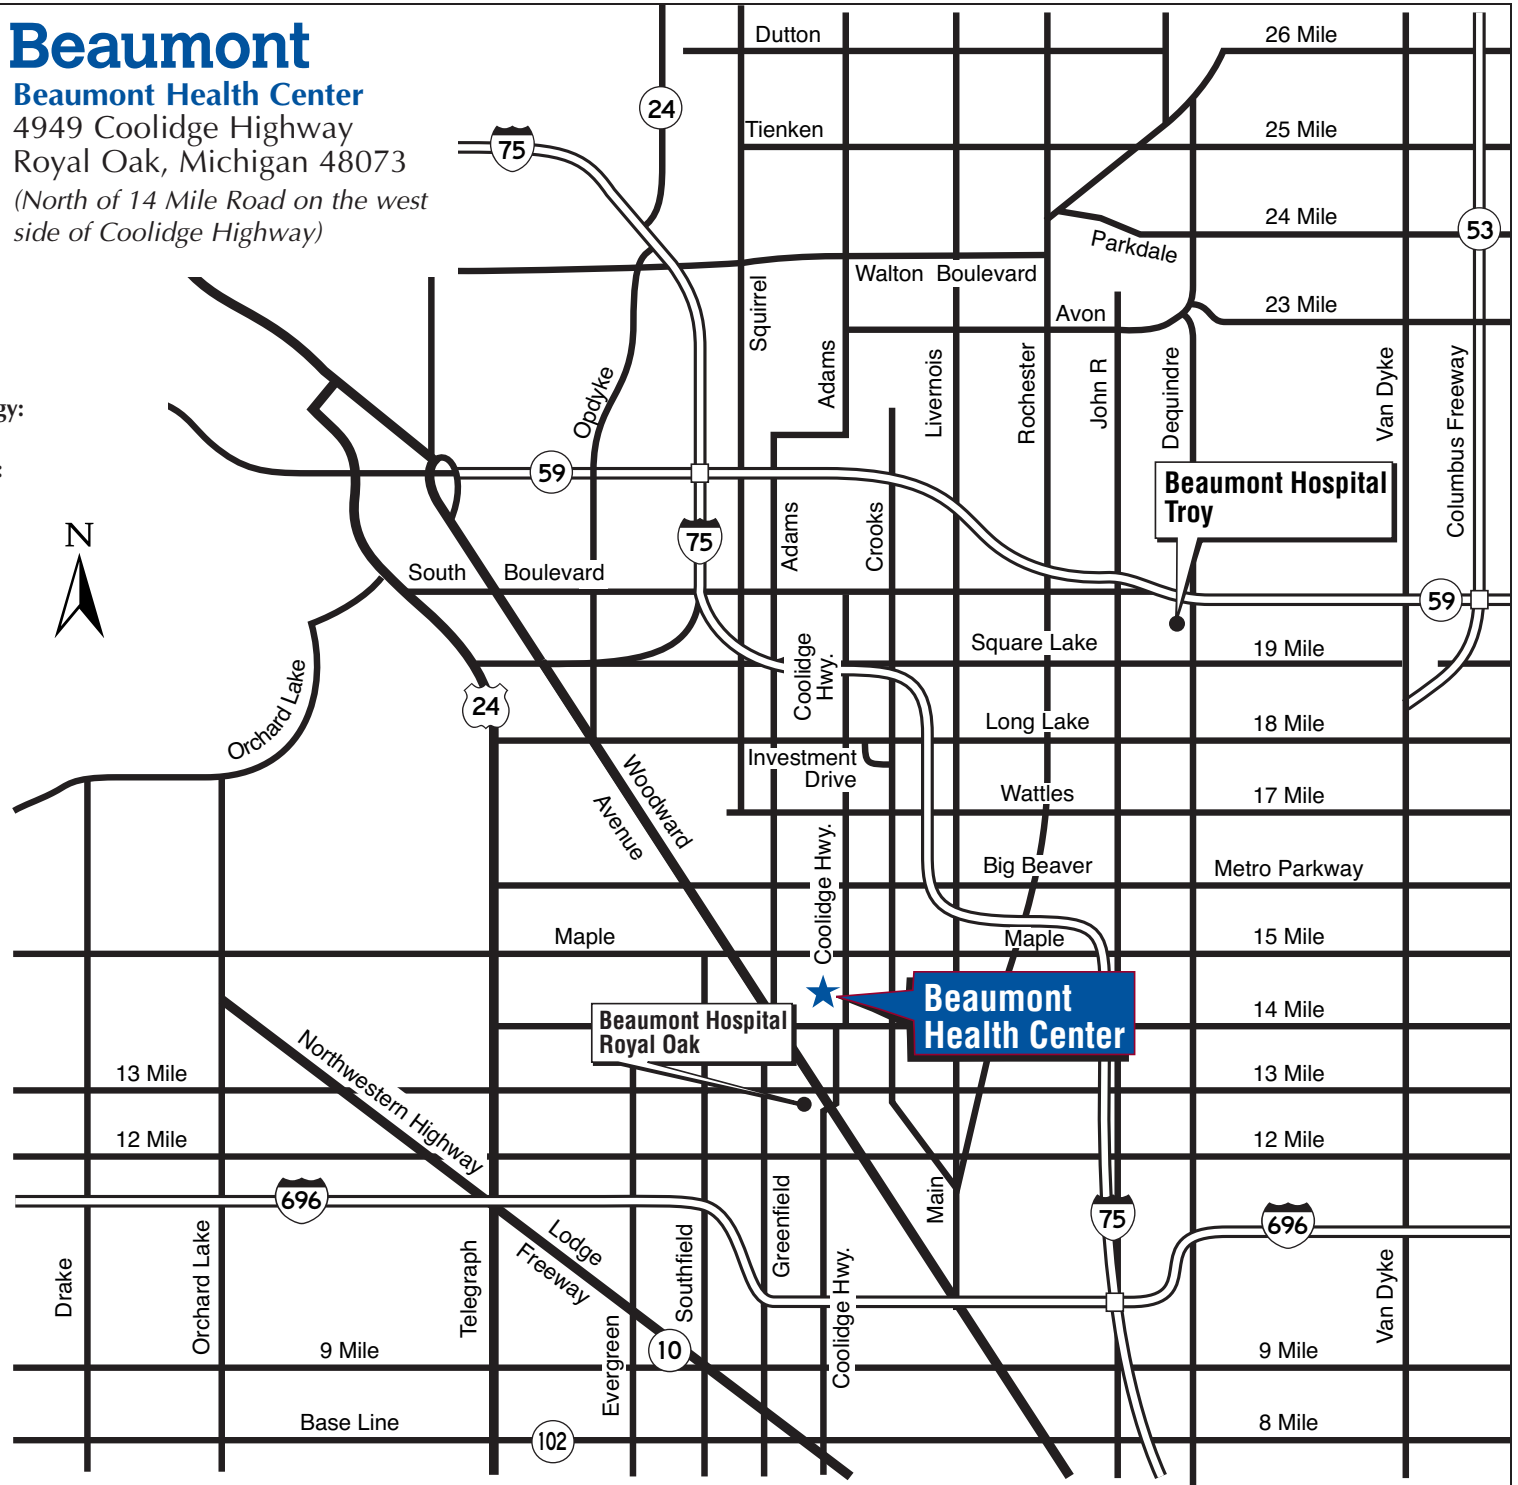 Beaumont
Beaumont Health Center
4949 Coolidge Highway
Royal Oak, Michigan 48073
(North of 14 Mile Road on the west
side of Coolidge Highway)
gy:
:
N
24
75
Dutton
26 Mile
Tienken
25 Mile
24 Mile
Parkdale
53
Walton Boulevard
Squirrel
Avon
23 Mile
Opdyke
Adams
Livernois
Rochester
John R
Dequindre
Van Dyke
Columbus Freeway
59
75
Adams
Crooks
Beaumont Hospital
Troy
South Boulevard
59
Square Lake
19 Mile
Coolidge
Hwy.
Orchard Lake
24
Long Lake
18 Mile
Investment
Drive
Woodward
Avenue
Wattles
17 Mile
Coolidge Hwy.
Big Beaver
Metro Parkway
Maple
Maple
15 Mile
Beaumont
Health Center
14 Mile
Beaumont Hospital
Royal Oak
Northwestern Highway
13 Mile
13 Mile
12 Mile
12 Mile
696
Main
75
696
Drake
Orchard Lake
Telegraph
Lodge
Freeway
Evergreen
Southfield
Greenfield
Coolidge Hwy.
Van Dyke
9 Mile
10
9 Mile
Base Line
102
8 Mile